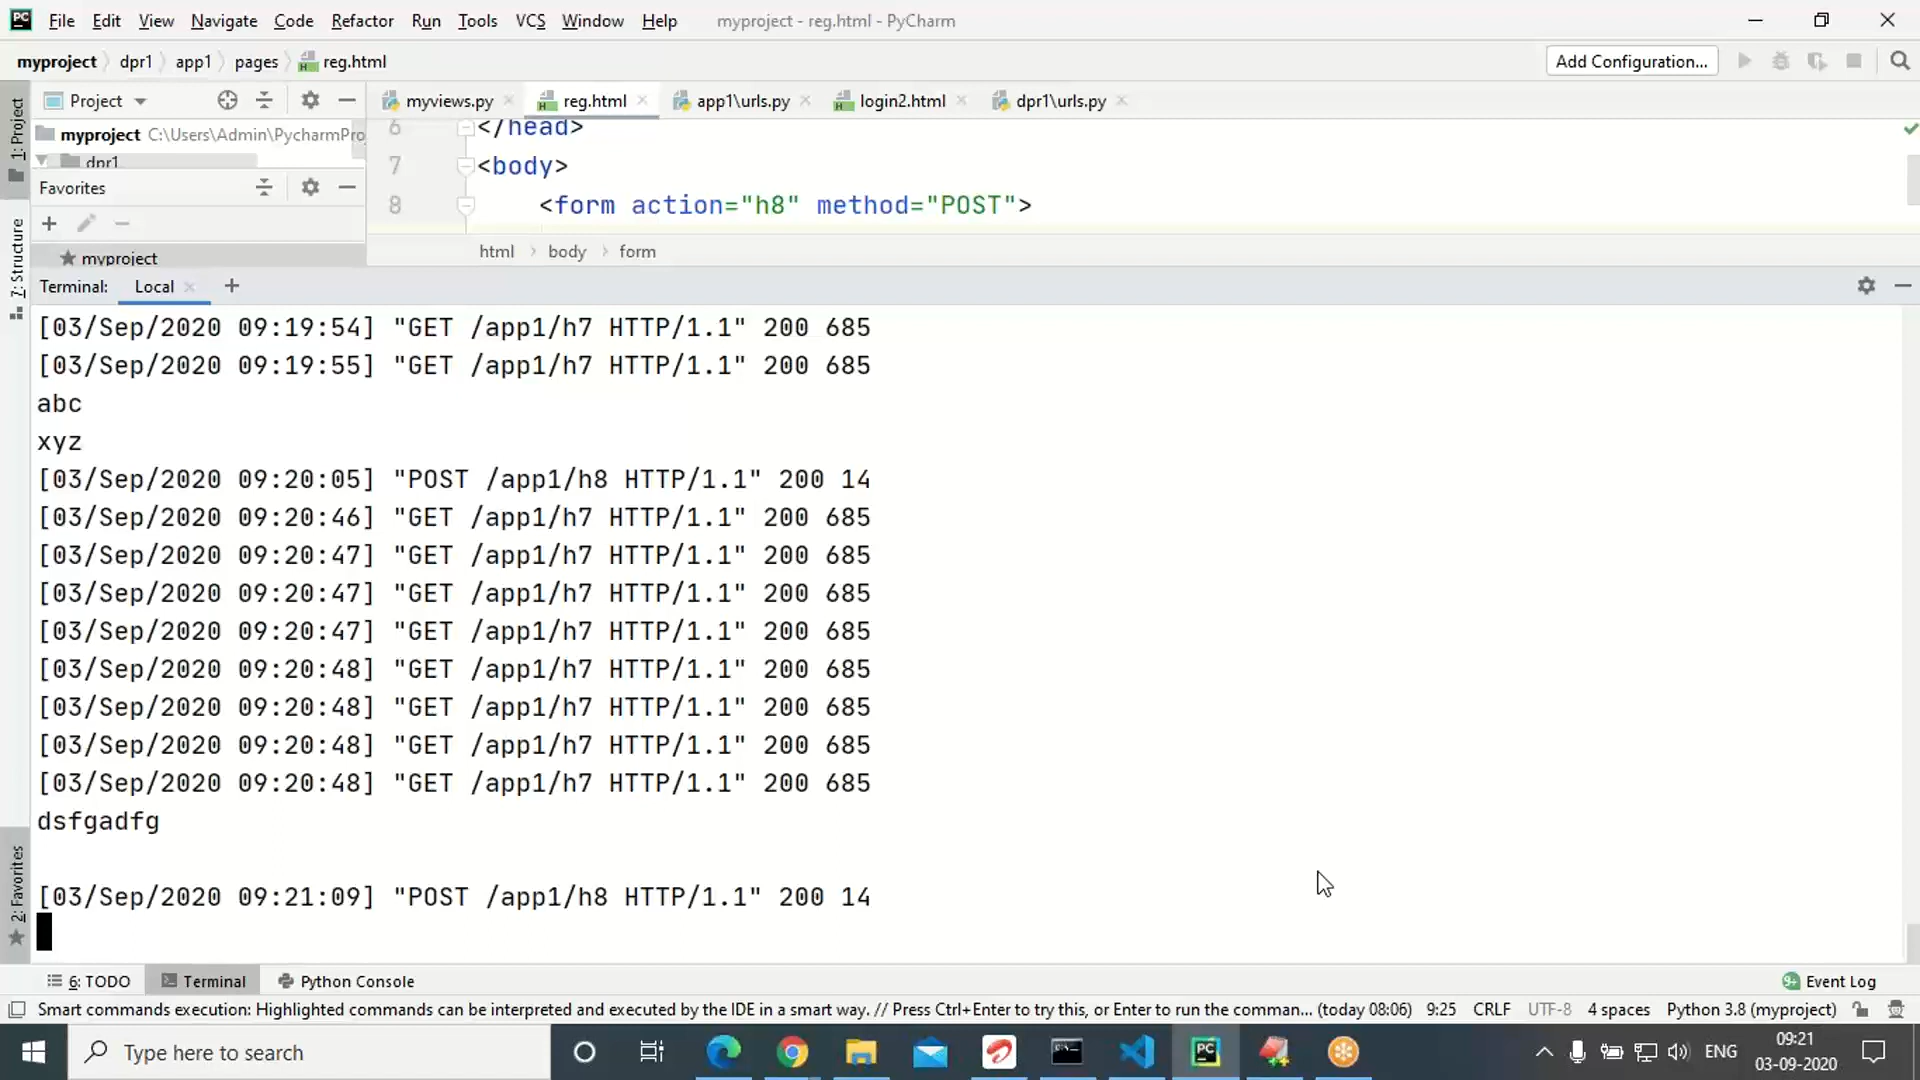 PC File Edit View Navigate Code Refactor Run Tools VCS Window Help myproject - reg.html - PyCharm
myproject dpr1 app1 pages reg.html Add Configuration...
Project myviews.py reg.html app1\urls.py login2.html dpr1\urls.py
1: Project
myproject C:\Users\Admin\PycharmPro
dpr1
6 </head>
7 <body>
8 <form action="h8" method="POST">
Favorites
myproject
html body form
7: Structure
Terminal: Local
[03/Sep/2020 09:19:54] "GET /app1/h7 HTTP/1.1" 200 685
[03/Sep/2020 09:19:55] "GET /app1/h7 HTTP/1.1" 200 685
abc
xyz
[03/Sep/2020 09:20:05] "POST /app1/h8 HTTP/1.1" 200 14
[03/Sep/2020 09:20:46] "GET /app1/h7 HTTP/1.1" 200 685
[03/Sep/2020 09:20:47] "GET /app1/h7 HTTP/1.1" 200 685
[03/Sep/2020 09:20:47] "GET /app1/h7 HTTP/1.1" 200 685
[03/Sep/2020 09:20:47] "GET /app1/h7 HTTP/1.1" 200 685
[03/Sep/2020 09:20:48] "GET /app1/h7 HTTP/1.1" 200 685
[03/Sep/2020 09:20:48] "GET /app1/h7 HTTP/1.1" 200 685
[03/Sep/2020 09:20:48] "GET /app1/h7 HTTP/1.1" 200 685
[03/Sep/2020 09:20:48] "GET /app1/h7 HTTP/1.1" 200 685
dsfgadfg
[03/Sep/2020 09:21:09] "POST /app1/h8 HTTP/1.1" 200 14
2: Favorites
6: TODO Terminal Python Console Event Log
Smart commands execution: Highlighted commands can be interpreted and executed by the IDE in a smart way. // Press Ctrl+Enter to try this, or Enter to run the comman... (today 08:06) 9:25 CRLF UTF-8 4 spaces Python 3.8 (myproject)
Type here to search PC ENG 09:21
03-09-2020